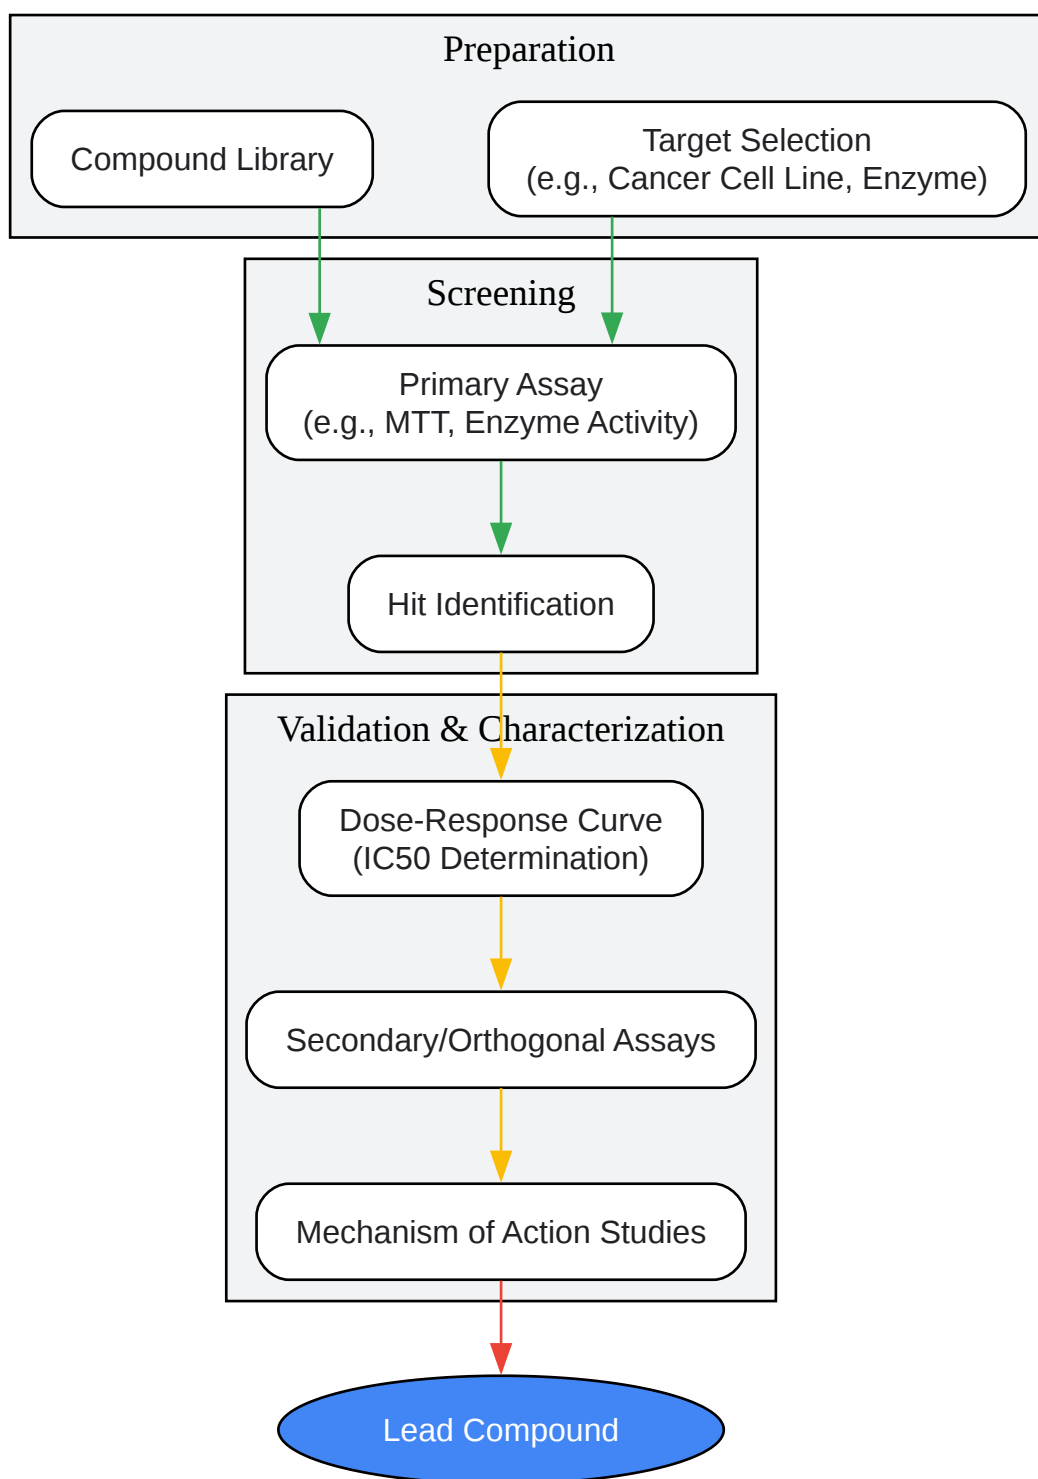 Preparation
Compound Library
Target Selection
(e.g., Cancer Cell Line, Enzyme)
Screening
Primary Assay
(e.g., MTT, Enzyme Activity)
Hit Identification
Validation & Characterization
Dose-Response Curve
(IC50 Determination)
Secondary/Orthogonal Assays
Mechanism of Action Studies
Lead Compound